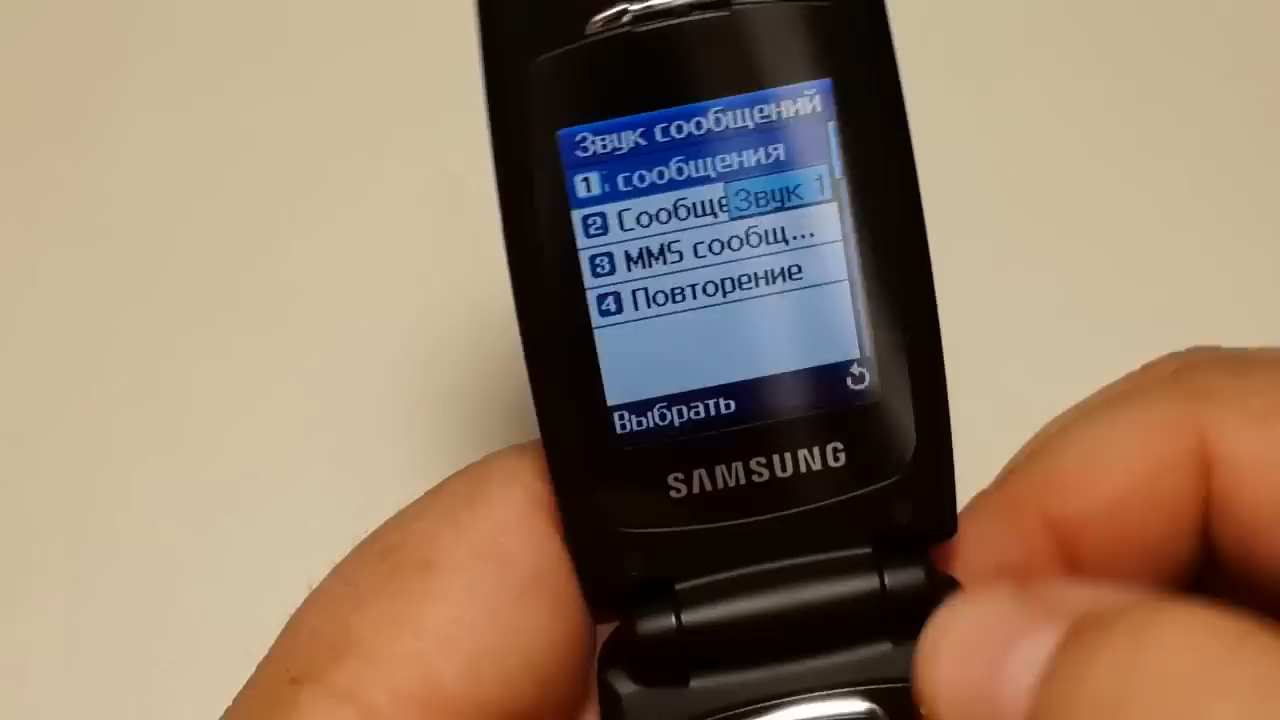 Звук сообщений
1 сообщения
2 Сообще
Звук 1
3 MMS сообщ...
4 Повторение
Выбрать
SAMSUNG